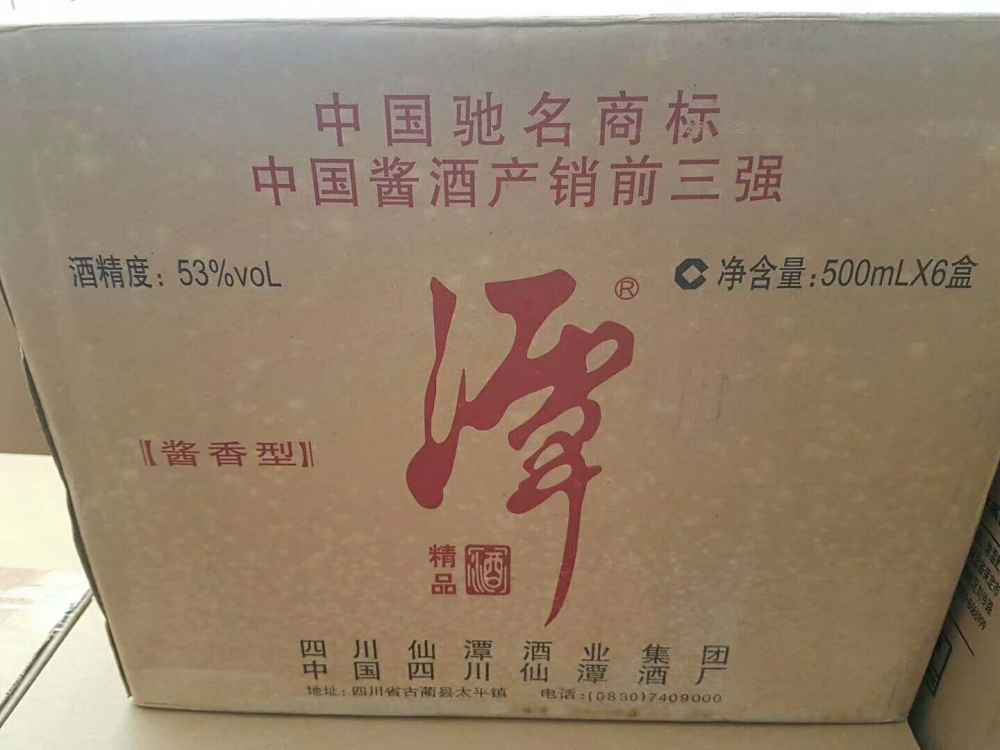 中国驰名商标
中国酱酒产销前三强
酒精度：53%voL
净含量：500mLX6盒
潭®
【酱香型】
精品
酒
四川仙潭酒业集团
中国四川仙潭酒厂
地址：四川省古蔺县太平镇 电话：(0830)7409000